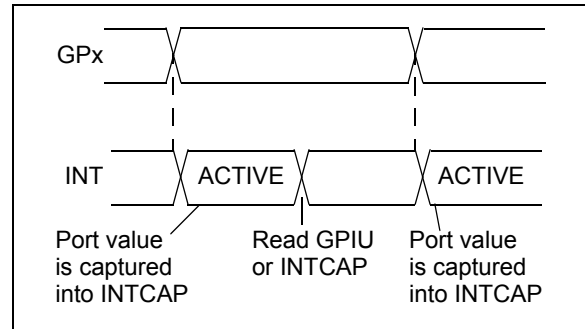 GPx
INT
ACTIVE
ACTIVE
Port value
is captured
into INTCAP
Read GPIU
or INTCAP
Port value
is captured
into INTCAP